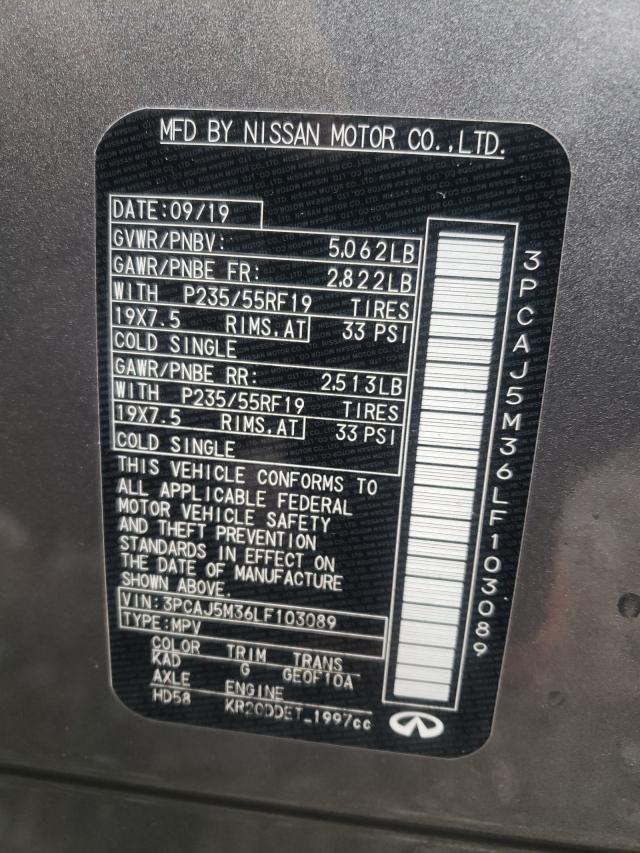 MFD BY NISSAN MOTOR CO.,LTD.
DATE:09/19
GVWR/PNBV: 5,062LB
GAWR/PNBE FR: 2,822LB
WITH P235/55RF19 TIRES
19X7.5 RIMS,AT 33 PSI
COLD SINGLE
GAWR/PNBE RR: 2,513LB
WITH P235/55RF19 TIRES
19X7.5 RIMS,AT 33 PSI
COLD SINGLE
THIS VEHICLE CONFORMS TO
ALL APPLICABLE FEDERAL
MOTOR VEHICLE SAFETY
AND THEFT PREVENTION
STANDARDS IN EFFECT ON
THE DATE OF MANUFACTURE
SHOWN ABOVE.
VIN:3PCAJ5M36LF103089
TYPE:MPV
COLOR TRIM TRANS
KAD G GE0F10A
AXLE ENGINE
HD58 KR20DDET_1997cc
3PCAJ5M36LF103089